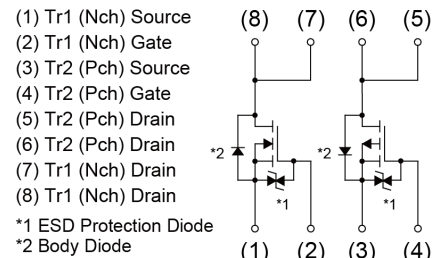 (1) Tr1 (Nch) Source
(2) Tr1 (Nch) Gate
(3) Tr2 (Pch) Source
(4) Tr2 (Pch) Gate
(5) Tr2 (Pch) Drain
(6) Tr2 (Pch) Drain
(7) Tr1 (Nch) Drain
(8) Tr1 (Nch) Drain
*1 ESD Protection Diode
*2 Body Diode
(8) (7) (6) (5)
*2 *2
*1 *1
(1) (2) (3) (4)